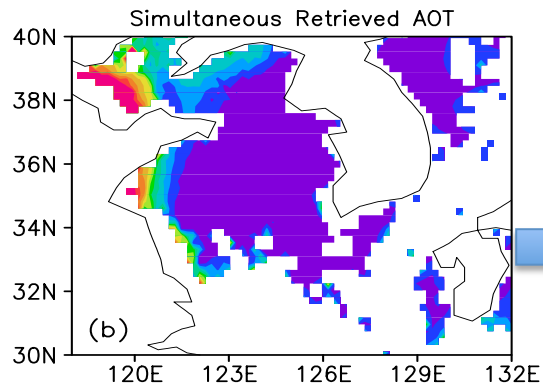 Simultaneous Retrieved AOT
40N
38N
36N
34N
32N
30N
(b)
120E 123E 126E 129E 132E